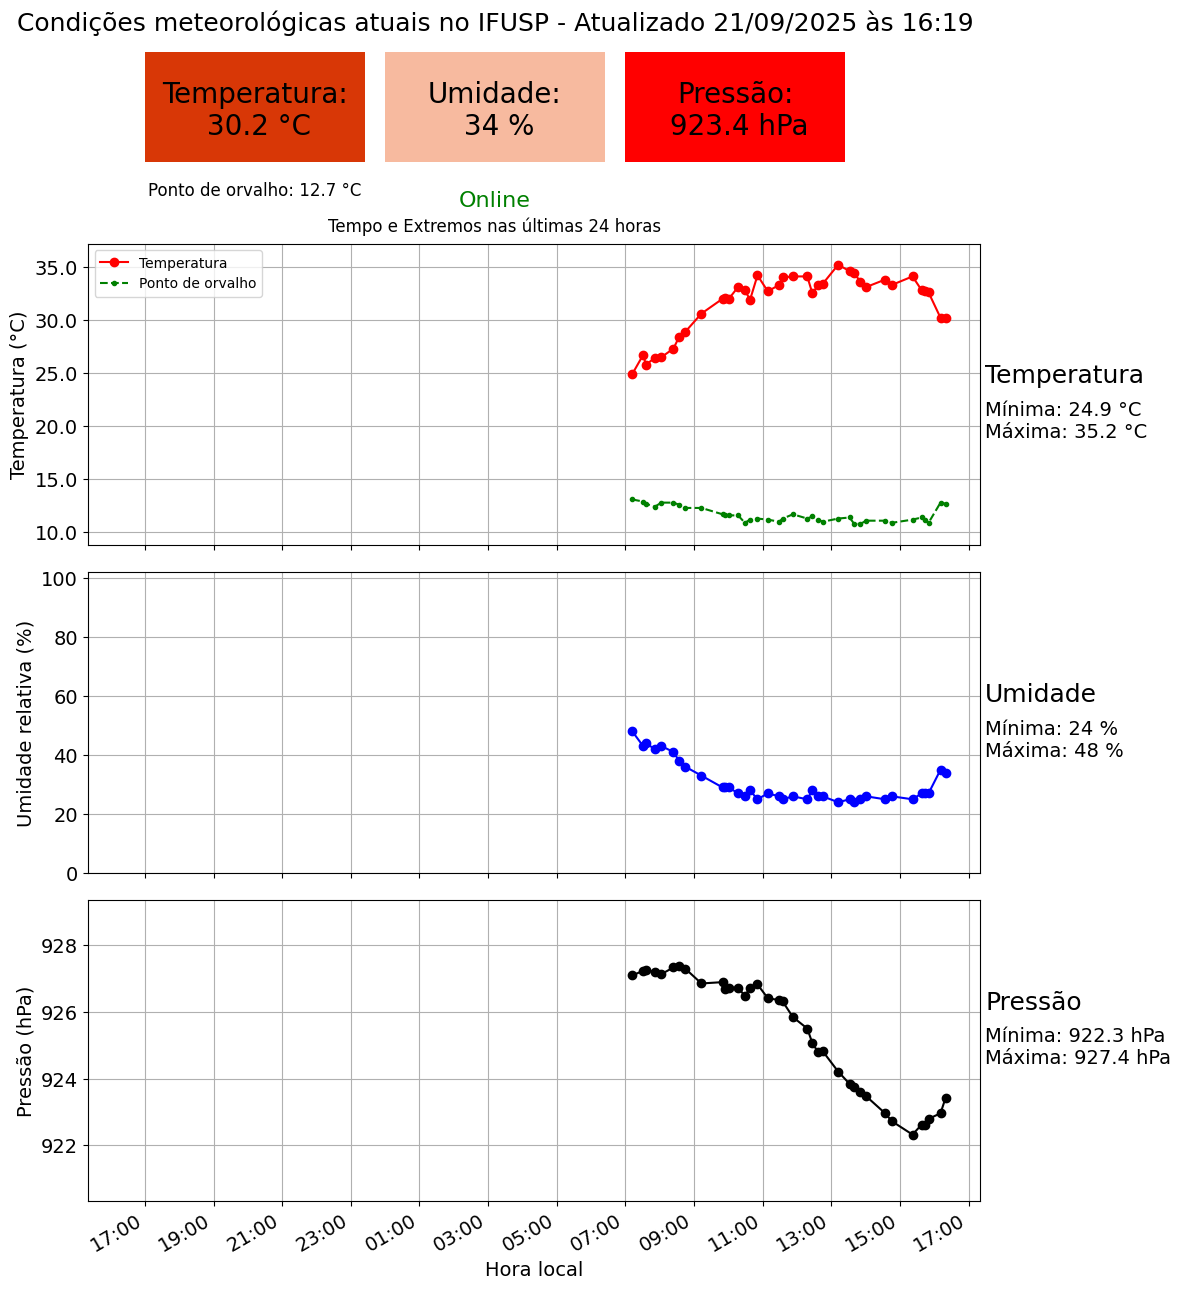 Condições meteorológicas atuais no IFUSP - Atualizado 21/09/2025 às 16:19
Temperatura:
30.2 °C
Umidade:
34 %
Pressão:
923.4 hPa
Ponto de orvalho: 12.7 °C
Online
Tempo e Extremos nas últimas 24 horas
Temperatura
Ponto de orvalho
Temperatura (°C)
35.0
30.0
25.0
20.0
15.0
10.0
Temperatura
Mínima: 24.9 °C
Máxima: 35.2 °C
Umidade relativa (%)
100
80
60
40
20
0
Umidade
Mínima: 24 %
Máxima: 48 %
Pressão (hPa)
928
926
924
922
Pressão
Mínima: 922.3 hPa
Máxima: 927.4 hPa
17:00
19:00
21:00
23:00
01:00
03:00
05:00
07:00
09:00
11:00
13:00
15:00
17:00
Hora local